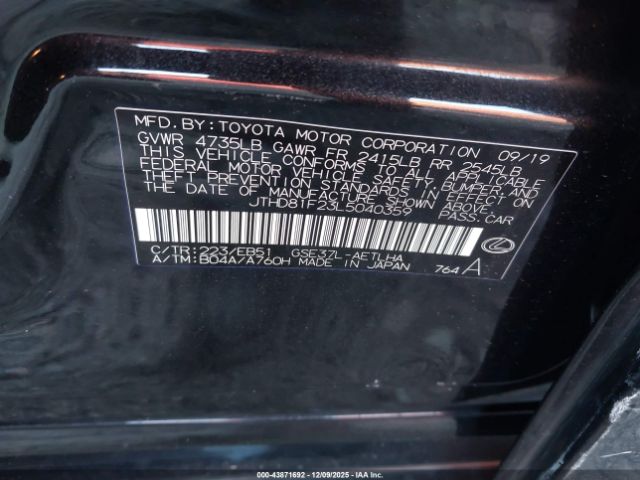 MFD. BY: TOYOTA MOTOR CORPORATION 09/19
GVWR 4735LB GAWR FR 2415LB RR 2645LB
THIS VEHICLE CONFORMS TO ALL APPLICABLE
FEDERAL MOTOR VEHICLE SAFETY, BUMPER, AND
THEFT PREVENTION STANDARDS IN EFFECT ON
THE DATE OF MANUFACTURE SHOWN ABOVE.
JTHD81F23L5040359 PASS. CAR
C/TR: 223/EB51 GSE37L-AETLHA
A/TM: B04A/A760H MADE IN JAPAN 764 A
000-43871692 - 12/09/2025 - IAA Inc.